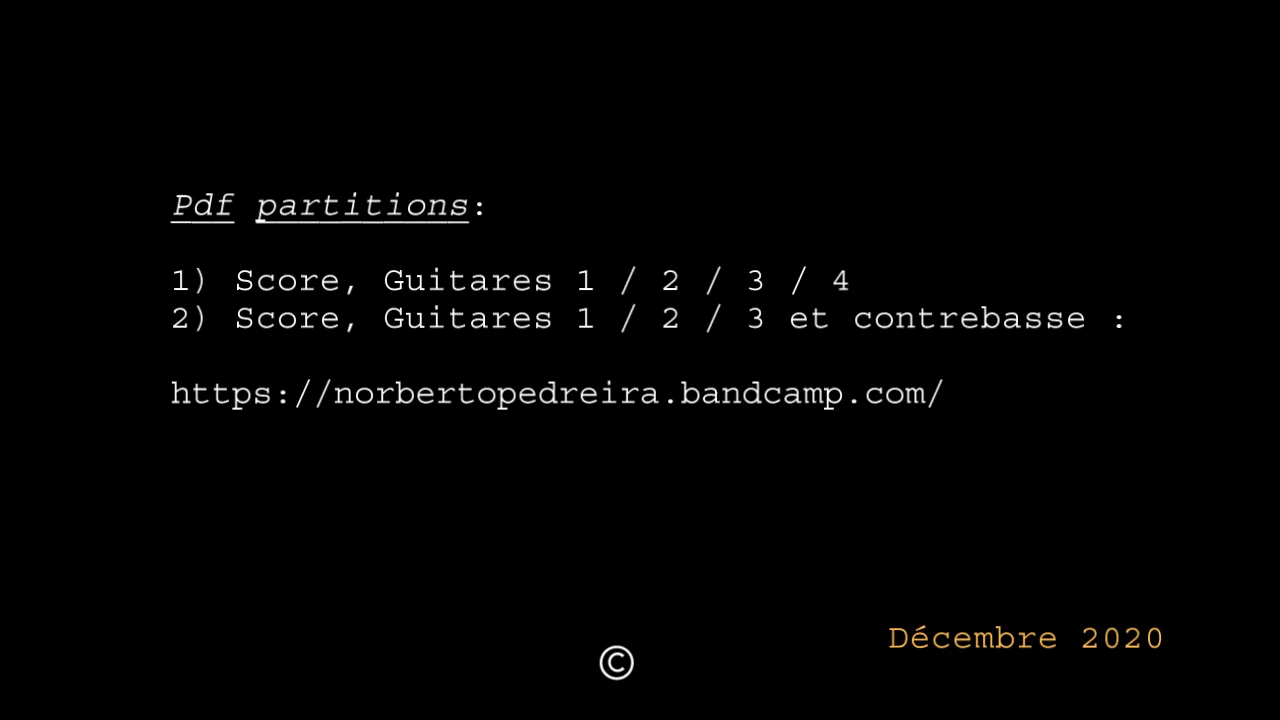 Pdf partitions:
1) Score, Guitares 1 / 2 / 3 / 4
2) Score, Guitares 1 / 2 / 3 et contrebasse :
https://norbertopedreira.bandcamp.com/
Décembre 2020
©